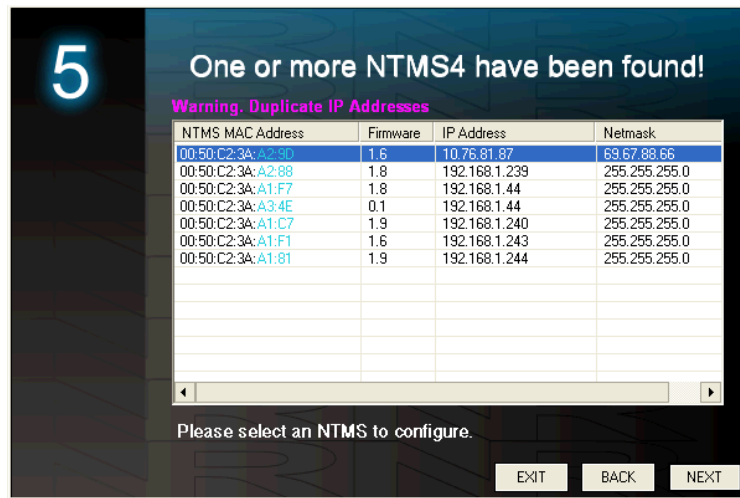 5
One or more NTMS4 have been found!
Warning. Duplicate IP Addresses
NTMS MAC Address Firmware IP Address Netmask
00:50:C2:3A:A2:9D 1.6 10.76.81.87 69.67.88.66
00:50:C2:3A:A2:88 1.8 192.168.1.239 255.255.255.0
00:50:C2:3A:A1:F7 1.8 192.168.1.44 255.255.255.0
00:50:C2:3A:A3:4E 0.1 192.168.1.44 255.255.255.0
00:50:C2:3A:A1:C7 1.9 192.168.1.240 255.255.255.0
00:50:C2:3A:A1:F1 1.6 192.168.1.243 255.255.255.0
00:50:C2:3A:A1:81 1.9 192.168.1.244 255.255.255.0
Please select an NTMS to configure.
EXIT BACK NEXT